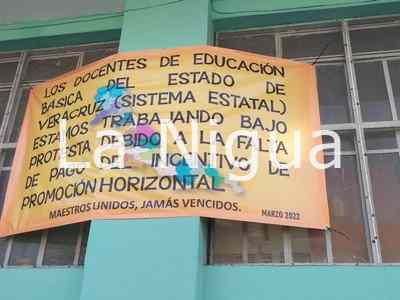 LOS DOCENTES DE EDUCACIÓN
BASICA DEL ESTADO DE
VERACRUZ (SISTEMA ESTATAL)
ESTAMOS TRABAJANDO BAJO
PROTESTA DEBIDO A LA FALTA
DE PAGO DEL INCENTIVO DE
PROMOCIÓN HORIZONTAL
MAESTROS UNIDOS, JAMÁS VENCIDOS.
MARZO 2022
La Nigua